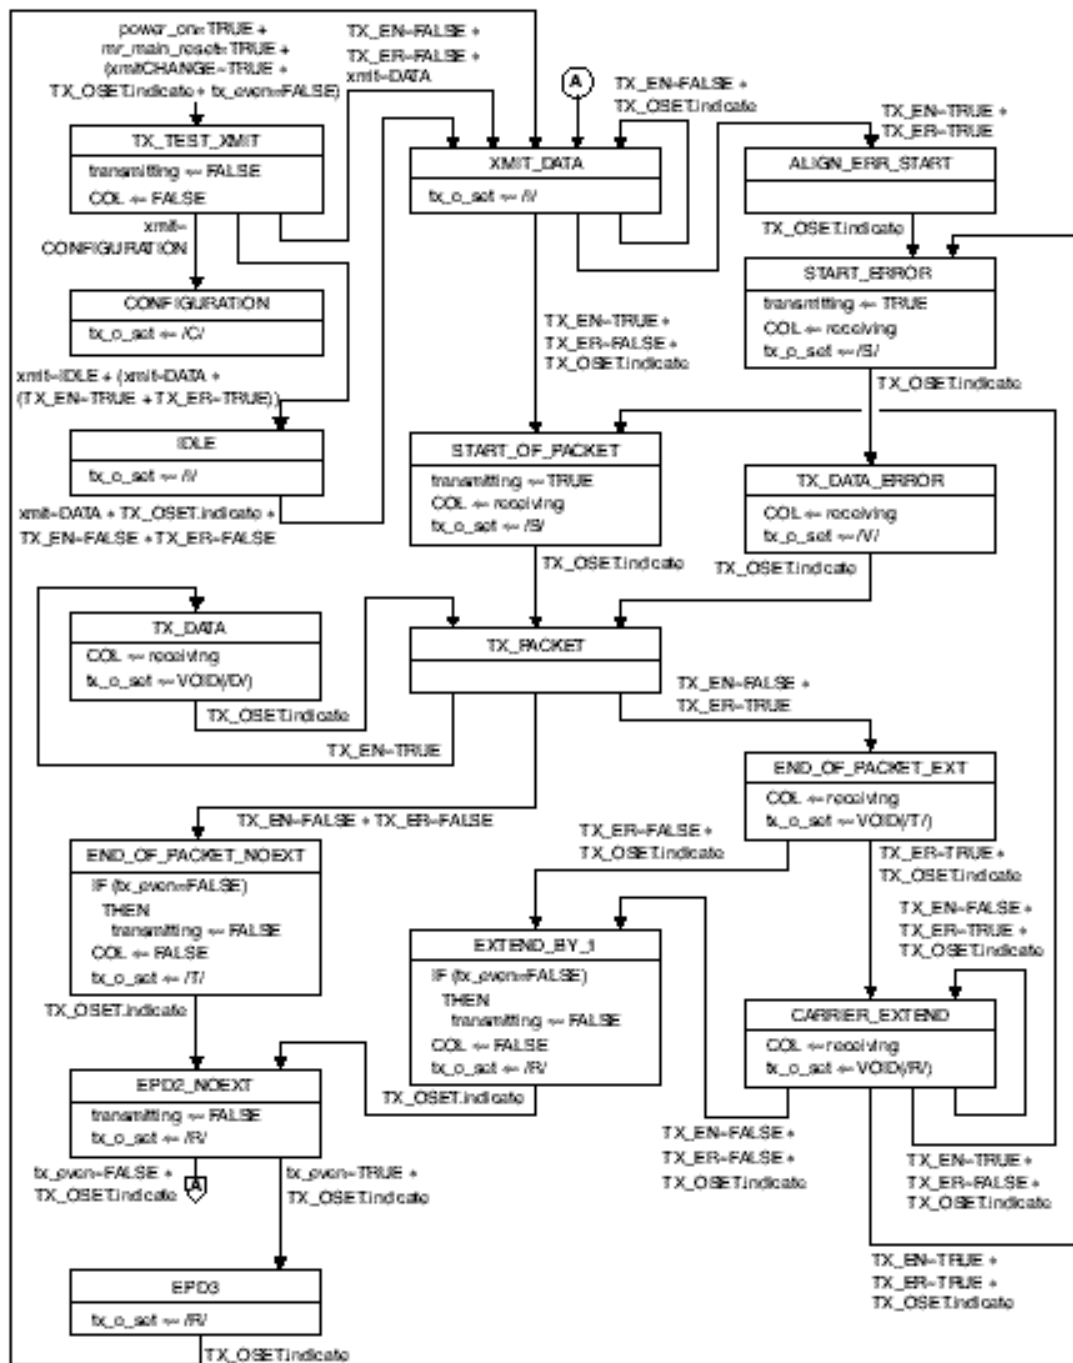 power_on=TRUE +
mr_main_reset=TRUE +
(xmitCHANGE=TRUE *
TX_OSET.indicate * tx_even=FALSE)
TX_TEST_XMIT
transmitting ⇐ FALSE
COL ⇐ FALSE
xmit=
CONFIGURATION
CONFIGURATION
tx_o_set ⇐ /C/
xmit=IDLE + (xmit=DATA *
(TX_EN=TRUE + TX_ER=TRUE))
IDLE
tx_o_set ⇐ /I/
xmit=DATA * TX_OSET.indicate *
TX_EN=FALSE * TX_ER=FALSE
TX_EN=FALSE *
TX_ER=FALSE *
xmit=DATA
A
TX_EN=FALSE *
TX_OSET.indicate
XMIT_DATA
tx_o_set ⇐ /I/
TX_EN=TRUE *
TX_ER=TRUE
ALIGN_ERR_START
TX_OSET.indicate
START_ERROR
transmitting ⇐ TRUE
COL ⇐ receiving
tx_o_set ⇐ /S/
TX_OSET.indicate
TX_EN=TRUE *
TX_ER=FALSE *
TX_OSET.indicate
START_OF_PACKET
transmitting ⇐ TRUE
COL ⇐ receiving
tx_o_set ⇐ /S/
TX_OSET.indicate
TX_DATA_ERROR
COL ⇐ receiving
tx_o_set ⇐ /V/
TX_OSET.indicate
TX_DATA
COL ⇐ receiving
tx_o_set ⇐ VOID(/D/)
TX_OSET.indicate
TX_PACKET
TX_EN=TRUE
TX_EN=FALSE *
TX_ER=TRUE
TX_EN=FALSE * TX_ER=FALSE
END_OF_PACKET_EXT
COL ⇐ receiving
tx_o_set ⇐ VOID(/T/)
TX_ER=FALSE *
TX_OSET.indicate
TX_ER=TRUE *
TX_OSET.indicate
END_OF_PACKET_NOEXT
IF (tx_even=FALSE)
THEN
transmitting ⇐ FALSE
COL ⇐ FALSE
tx_o_set ⇐ /T/
TX_OSET.indicate
EXTEND_BY_1
IF (tx_even=FALSE)
THEN
transmitting ⇐ FALSE
COL ⇐ FALSE
tx_o_set ⇐ /R/
TX_OSET.indicate
TX_EN=FALSE *
TX_ER=TRUE *
TX_OSET.indicate
CARRIER_EXTEND
COL ⇐ receiving
tx_o_set ⇐ VOID(/R/)
TX_EN=FALSE *
TX_ER=FALSE *
TX_OSET.indicate
TX_EN=TRUE *
TX_ER=FALSE *
TX_OSET.indicate
TX_EN=TRUE *
TX_ER=TRUE *
TX_OSET.indicate
EPD2_NOEXT
transmitting ⇐ FALSE
tx_o_set ⇐ /R/
tx_even=FALSE *
TX_OSET.indicate
A
tx_even=TRUE *
TX_OSET.indicate
EPD3
tx_o_set ⇐ /R/
TX_OSET.indicate